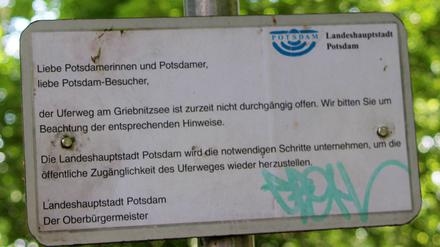 POTSDAM
Landeshauptstadt
Potsdam
Liebe Potsdamerinnen und Potsdamer,
liebe Potsdam-Besucher,
der Uferweg am Griebnitzsee ist zurzeit nicht durchgängig offen. Wir bitten Sie um
Beachtung der entsprechenden Hinweise.
Die Landeshauptstadt Potsdam wird die notwendigen Schritte unternehmen, um die
öffentliche Zugänglichkeit des Uferweges wieder herzustellen.
Landeshauptstadt Potsdam
Der Oberbürgermeister